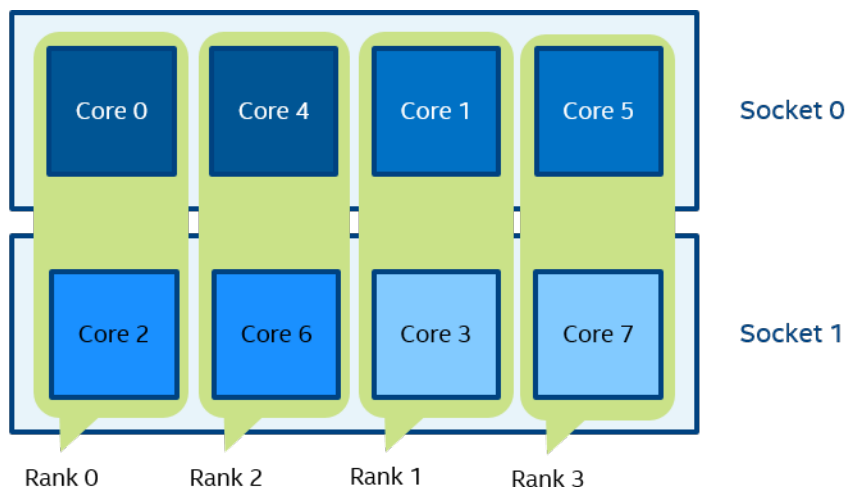 Core 0
Core 4
Core 1
Core 5
Socket 0
Core 2
Core 6
Core 3
Core 7
Socket 1
Rank 0
Rank 2
Rank 1
Rank 3